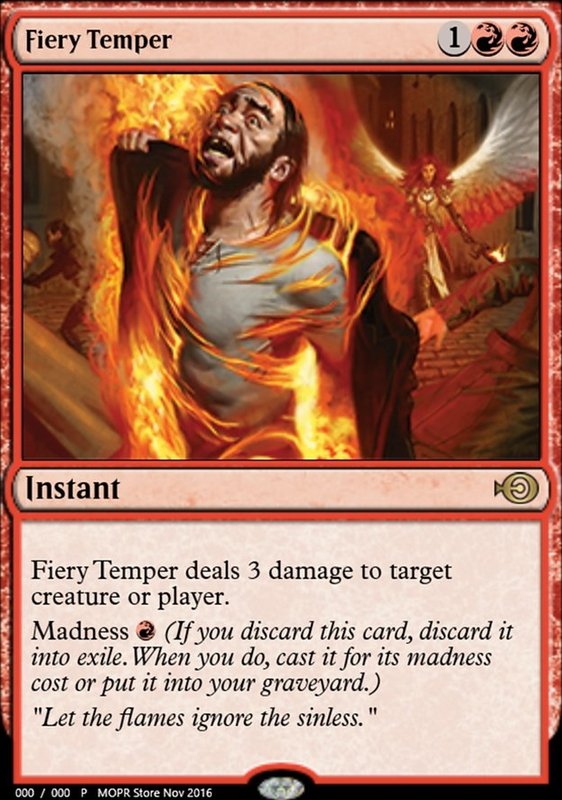 Fiery Temper 1
Instant
Fiery Temper deals 3 damage to target
creature or player.
Madness (If you discard this card, discard it
into exile. When you do, cast it for its madness
cost or put it into your graveyard.)
"Let the flames ignore the sinless."
000 / 000 P MOPR Store Nov 2016